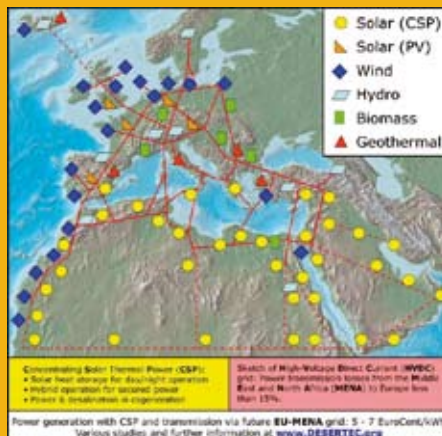 Solar (CSP)
Solar (PV)
Wind
Hydro
Biomass
Geothermal
Concentrating Solar Thermal Power (CSP):
• Solar heat storage for day/night operation
• Hybrid operation for secured power
• Power & desalination in cogeneration
Sketch of High-Voltage Direct Current (HVDC)
grid: Power transmission losses from the Middle
East and North Africa (MENA) to Europe less
than 15%.
Power generation with CSP and transmission via future EU-MENA grid: 5 - 7 EuroCent/kW
Various studies and further information at www.DESERTEC.org